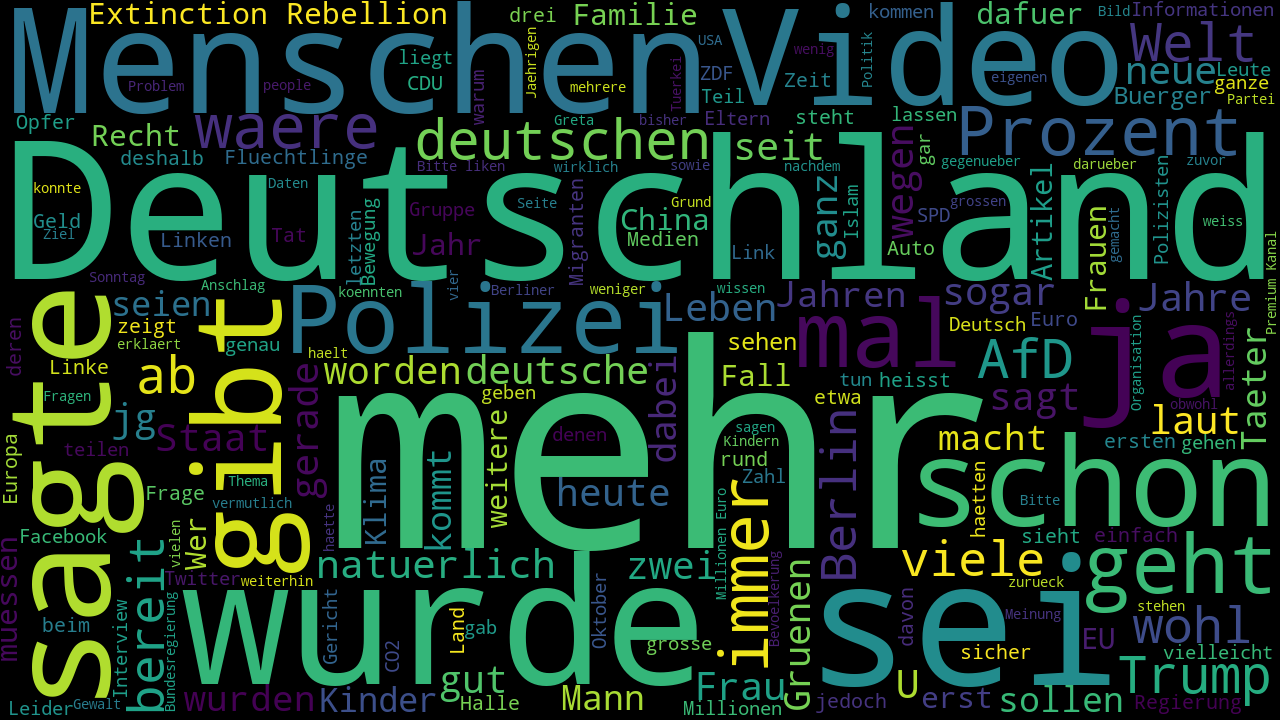 Extinction Rebellion
drei
Familie
kommen
dafuer
Bild
Informationen
Menschen
Video
USA
wenig
Politik
Welt
liegt
CDU
warum
Jaehrigen
Problem
people
mehrere
Tuerkei
ZDF
Zeit
Teil
eigenen
neue
Leute
ganze
Buerger
Partei
Opfer
Recht
waere
deutschen
Greta
bisher
Eltern
seit
steht
lassen
Prozent
deshalb
Fluechtlinge
Bitte liken
wirklich
sowie
nachdem
wegen
gar
gegenueber
darueber
zuvor
Deutschland
konnte
Geld
Ziel
Daten
Linken
Tat
letzten
Bewegung
Gruppe
Seite
Migranten
Grund
China
Medien
Link
ganz
Islam
SPD
grossen
Auto
Artikel
Frauen
gemacht
Polizisten
weiss
Jahr
Sonntag
Anschlag
koennten
vier
Berliner
weniger
wissen
Premium Kanal
sagte
seien
gibt
Polizei
Leben
Jahren
sogar
Jahre
mal
ja
deren
zeigt
erklaert
genau
haelt
Deutsch
Euro
Organisation
allerdings
Linke
ab
worden
deutsche
sehen
AfD
Taeter
Fragen
jg
gerade
geben
dabei
Fall
tun
heisst
etwa
sagt
obwohl
laut
mehr
schon
teilen
Staat
denen
sagen
Kindern
macht
ersten
gehen
Europa
Frage
Thema
vermutlich
Klima
kommt
weitere
heute
rund
Zahl
Berlin
haetten
Bitte
Facebook
Wer
vielen
haette
Millionen Euro
immer
sieht
einfach
muessen
bereit
Twitter
weiterhin
natuerlich
zwei
Bevoelkerung
viele
zurueck
geht
wurde
sei
beim
Interview
Bundesregierung
Gericht
CO2
Land
gab
Oktober
grosse
Gruenen
davon
Meinung
stehen
wohl
EU
sicher
vielleicht
Leider
Gewalt
wurden
Kinder
gut
Halle
Mann
Frau
Millionen
jedoch
U
erst
sollen
Trump
Regierung